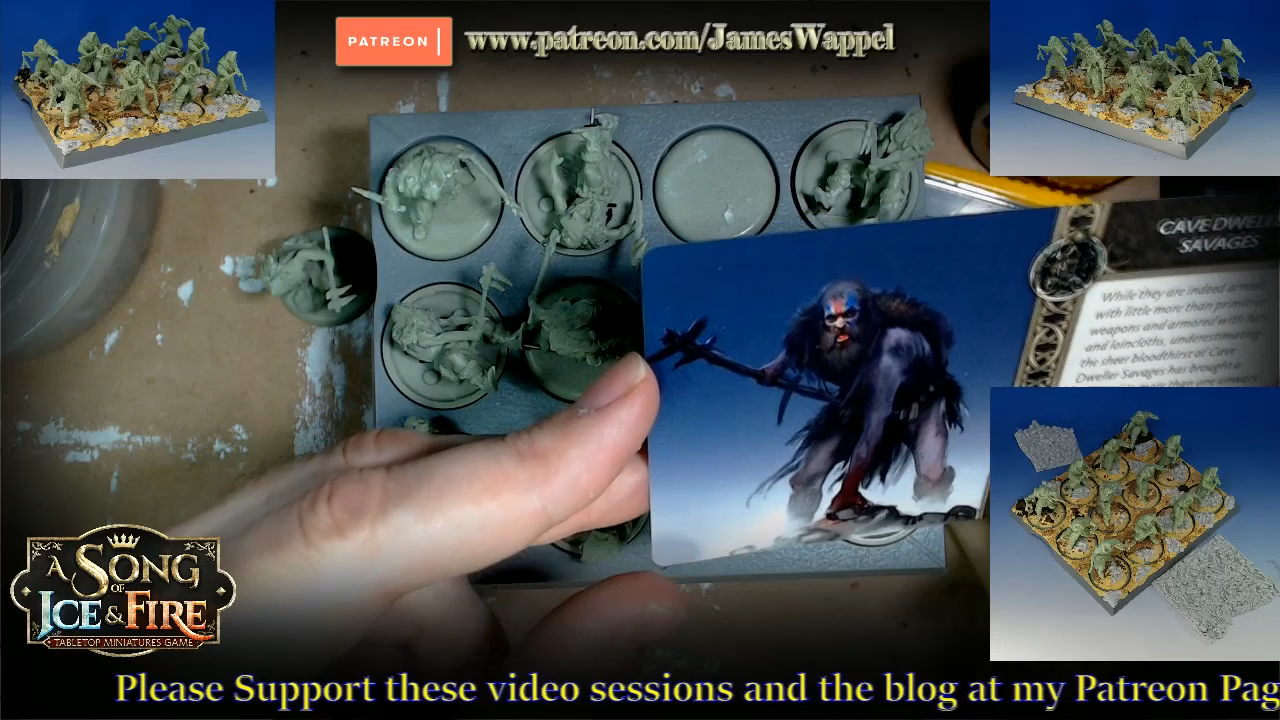 PATREON
www.patreon.com/JamesWappel
CAVE DWELL
SAVAGES
While they are indeed armed
with little more than primitive
weapons and armored with furs
and loincloths, underestimating
the sheer bloodthirst of Cave
Dweller Savages has brought a
A SONG
OF
ICE & FIRE
TABLETOP MINIATURES GAME
Please Support these video sessions and the blog at my Patreon Pag